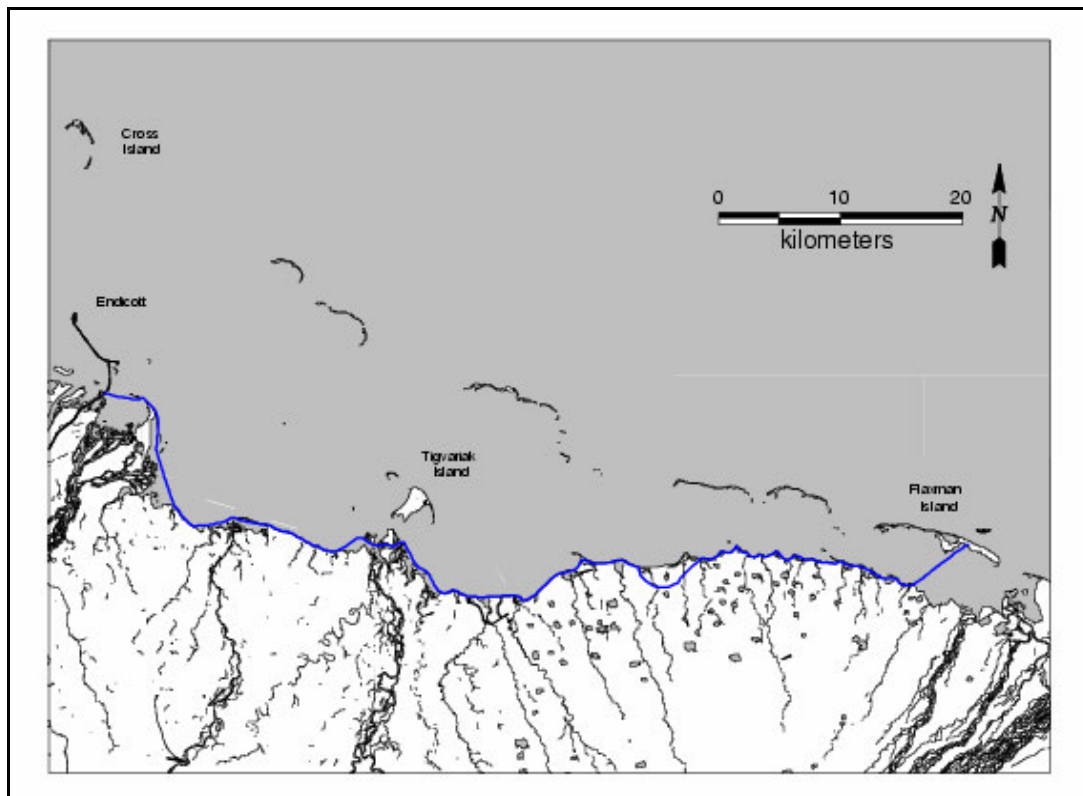 Cross
Island
0 10 20
N
kilometers
Endicott
Tigvariak
Island
Flaxman
Island